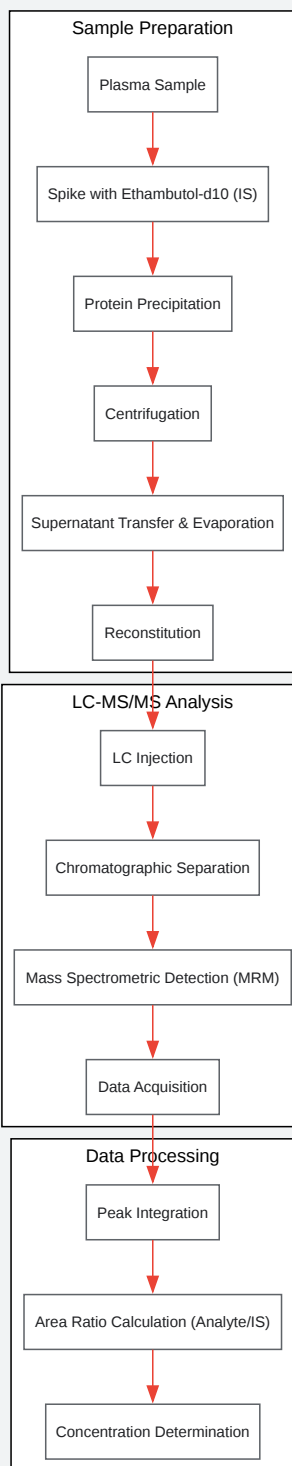 Sample Preparation
Plasma Sample
Spike with Ethambutol-d10 (IS)
Protein Precipitation
Centrifugation
Supernatant Transfer & Evaporation
Reconstitution
LC-MS/MS Analysis
LC Injection
Chromatographic Separation
Mass Spectrometric Detection (MRM)
Data Acquisition
Data Processing
Peak Integration
Area Ratio Calculation (Analyte/IS)
Concentration Determination